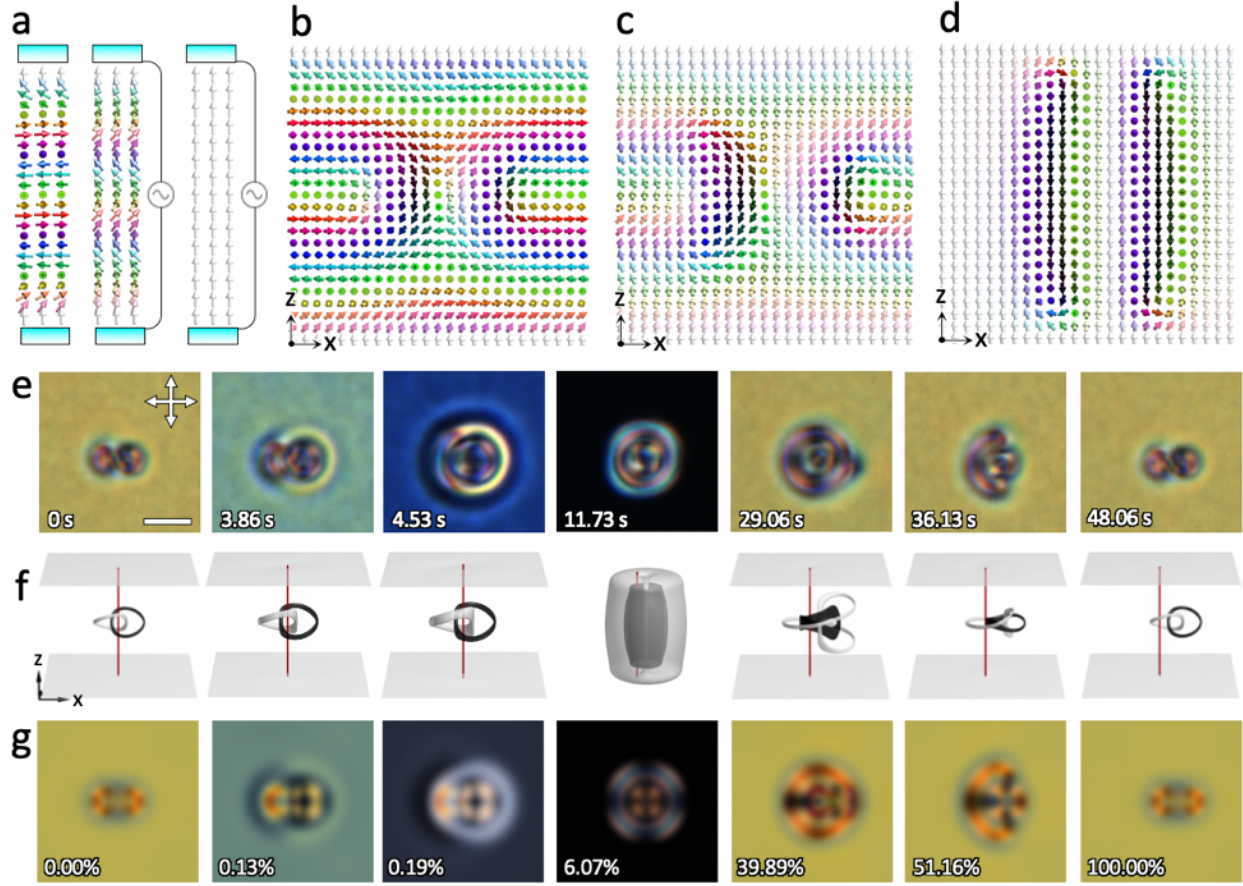 a
b
c
d
Z
X
Z
X
Z
X
e
0 s
3.86 s
4.53 s
11.73 s
29.06 s
36.13 s
48.06 s
f
Z
X
g
0.00%
0.13%
0.19%
6.07%
39.89%
51.16%
100.00%